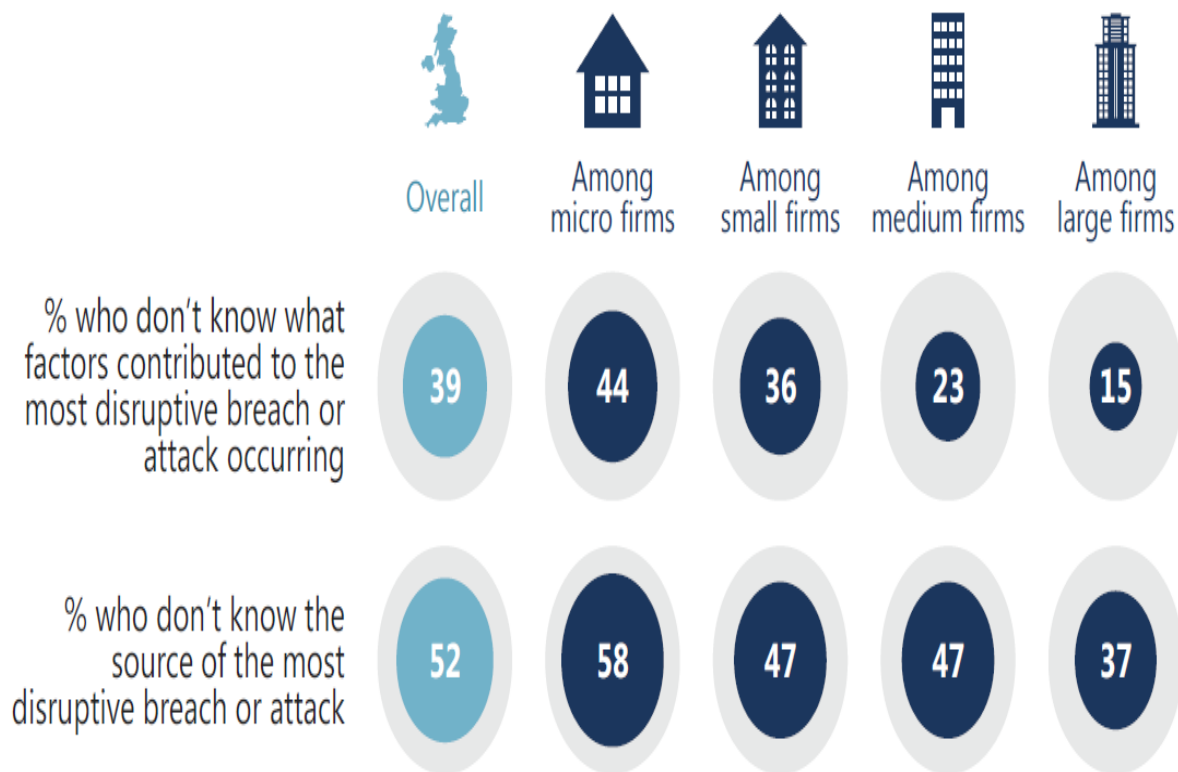 Overall
Among
micro firms
Among
small firms
Among
medium firms
Among
large firms
% who don't know what
factors contributed to the
most disruptive breach or
attack occurring
39
44
36
23
15
% who don't know the
source of the most
disruptive breach or attack
52
58
47
47
37